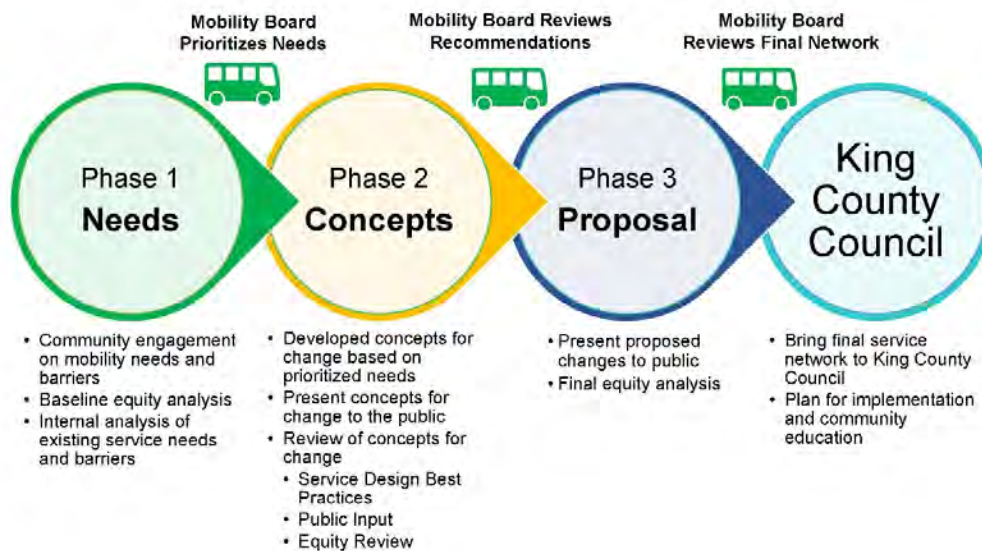 Mobility Board
Prioritizes Needs
Mobility Board Reviews
Recommendations
Mobility Board
Reviews Final Network
Phase 1
Needs
Phase 2
Concepts
Phase 3
Proposal
King
County
Council
• Community engagement
on mobility needs and
barriers
• Baseline equity analysis
• Internal analysis of
existing service needs
and barriers
• Developed concepts for
change based on
prioritized needs
• Present concepts for
change to the public
• Review of concepts for
change
• Service Design Best
Practices
• Public Input
• Equity Review
• Present proposed
changes to public
• Final equity analysis
• Bring final service
network to King County
Council
• Plan for implementation
and community
education